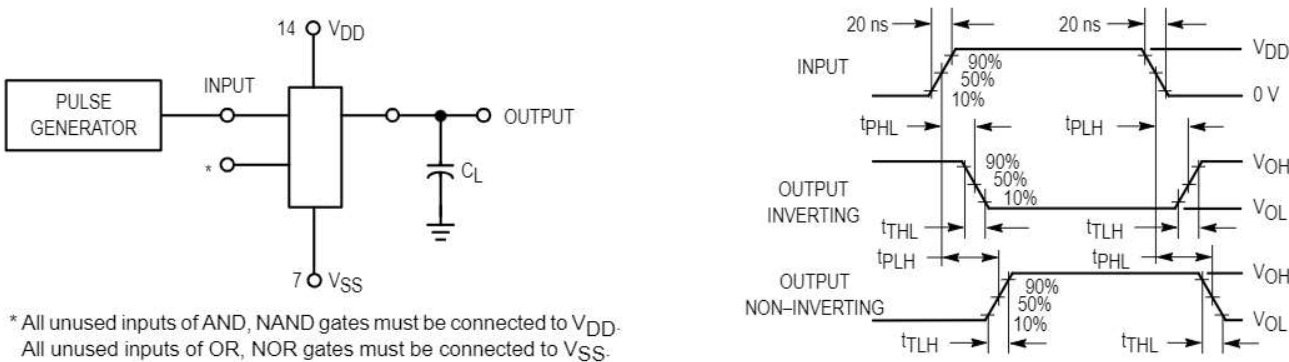 14 VDD
PULSE
GENERATOR
INPUT
OUTPUT
*
CL
7 VSS
* All unused inputs of AND, NAND gates must be connected to VDD.
All unused inputs of OR, NOR gates must be connected to VSS.
20 ns
20 ns
INPUT
90%
50%
10%
VDD
0 V
tPHL
tPLH
OUTPUT
INVERTING
90%
50%
10%
VOH
VOL
tTHL
tTLH
tPLH
tPHL
OUTPUT
NON–INVERTING
90%
50%
10%
VOH
VOL
tTLH
tTHL